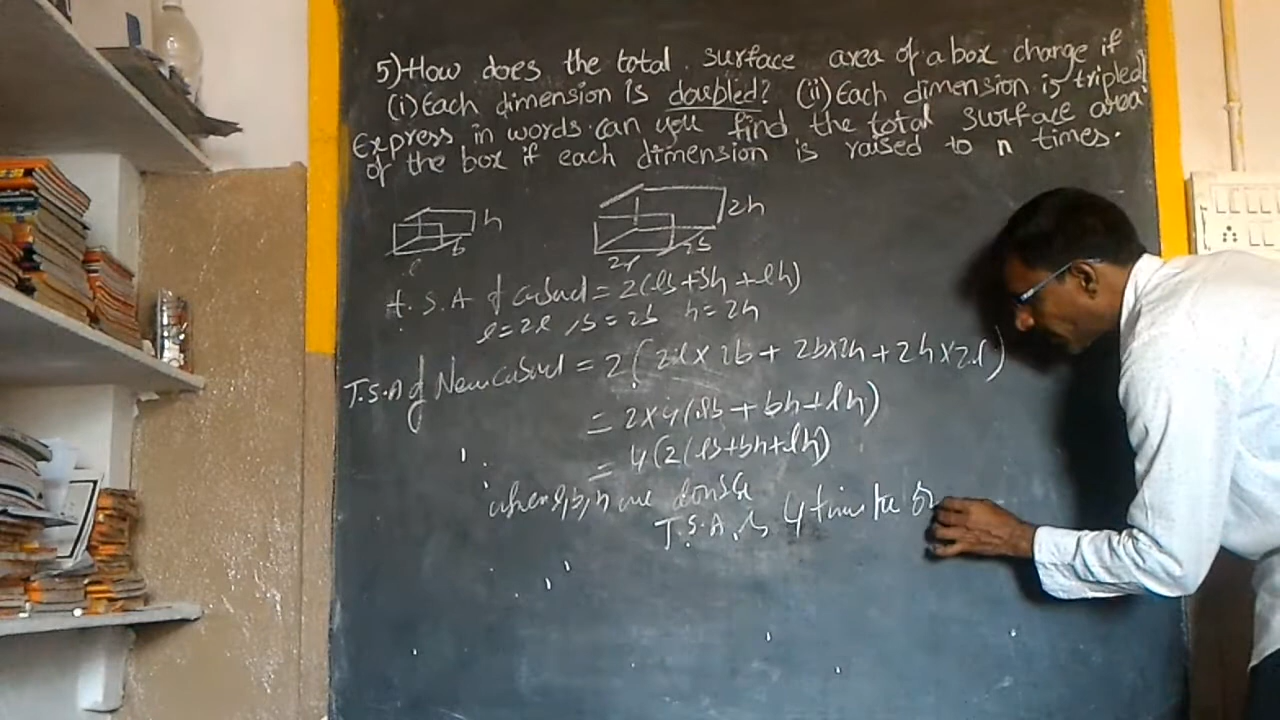 5) How does the total surface area of a box change if
(i) Each dimension is doubled? (ii) Each dimension is tripled?
Express in words. can you find the total surface area
of the box if each dimension is raised to n times.
h
b
l
2h
2b
2l
T.S.A of cuboid = 2(lb+bh+lh)
l=2l, b=2b h=2h
T.S.A of New cuboid = 2(2l×2b+2b×2h+2h×2l)
= 2×4(lb+bh+lh)
= 4(2(lb+bh+lh)
when l,b,h are double
T.S.A. is 4 times the